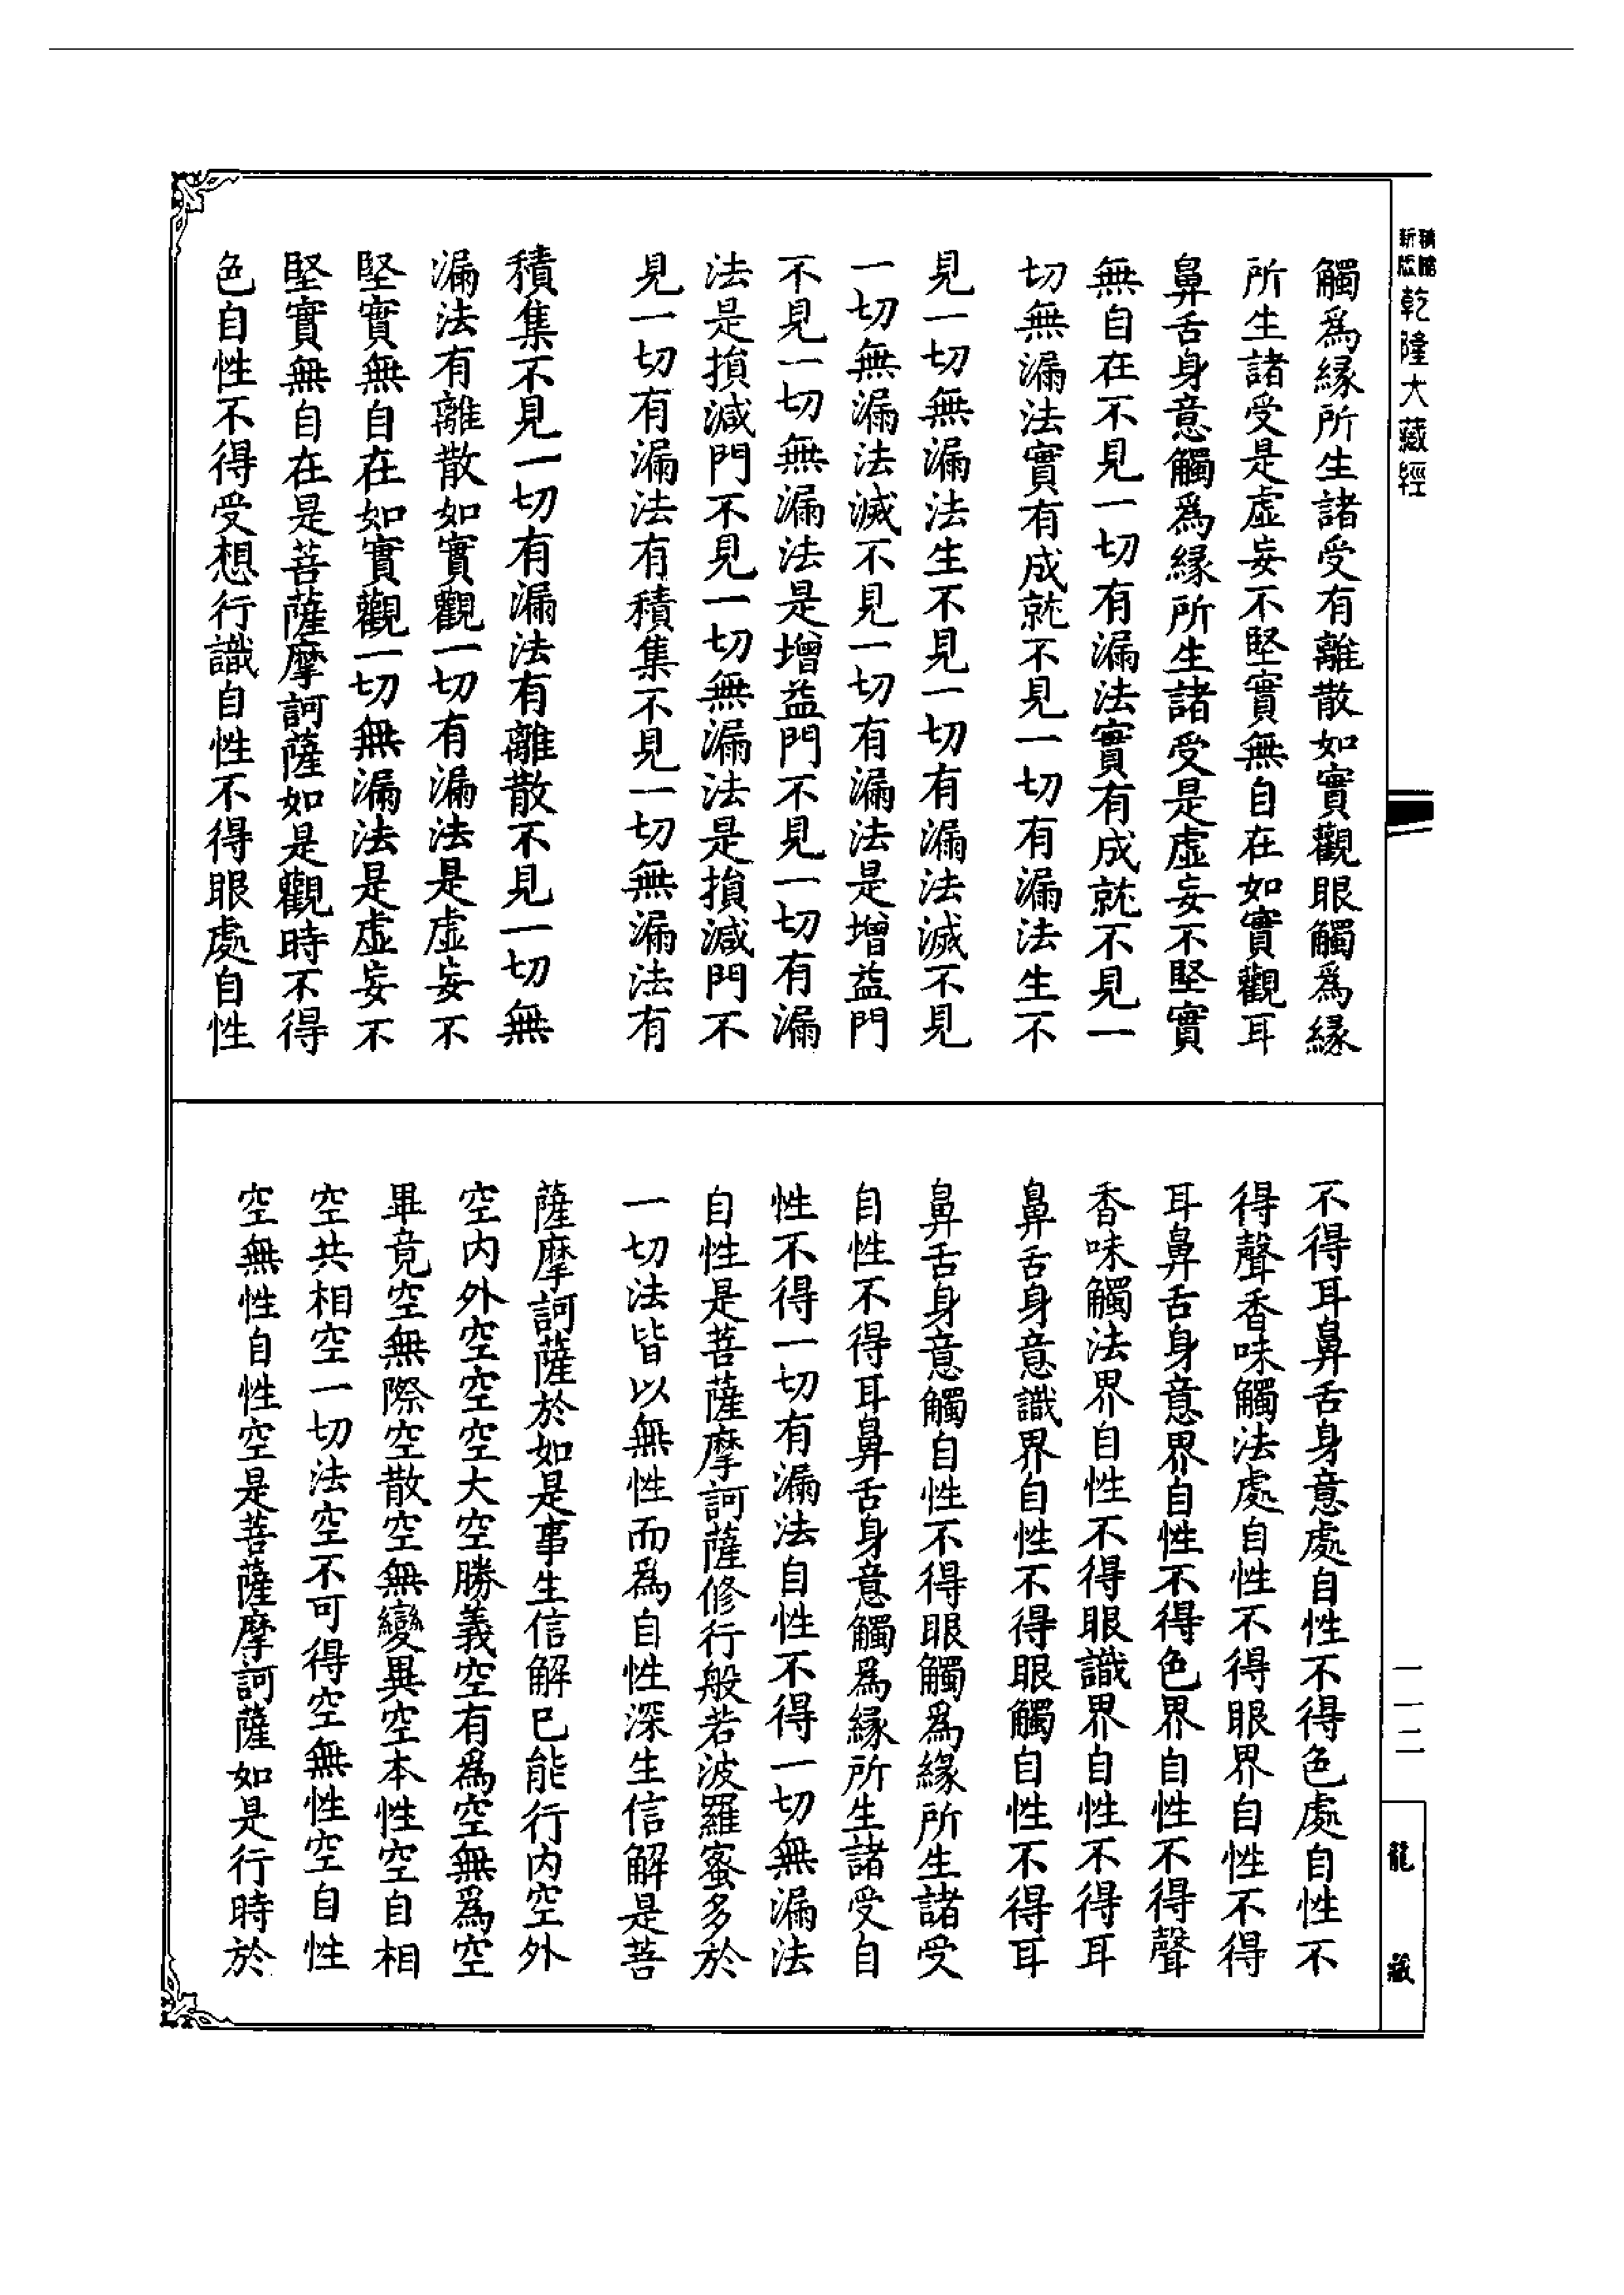 乾隆大藏經
觸爲緣所生諸受有離散如實觀眼觸爲緣
所生諸受是虛妄不堅實無自在如實觀耳
鼻舌身意觸爲緣所生諸受是虛妄不堅實
無自在不見一切有漏法實有成就不見一
切無漏法實有成就不見一切有漏法生不
見一切無漏法生不見一切有漏法滅不見
一切無漏法滅不見一切有漏法是增益門
不見一切無漏法是增益門不見一切有漏
法是損減門不見一切無漏法是損減門不
見一切有漏法有積集不見一切無漏法有
積集不見一切有漏法有離散不見一切無
漏法有離散如實觀一切有漏法是虛妄不
堅實無自在如實觀一切無漏法是虛妄不
堅實無自在是菩薩摩訶薩如是觀時不得
色自性不得受想行識自性不得眼處自性
不得耳鼻舌身意處自性不得色處自性不
得聲香味觸法處自性不得眼界自性不得
耳鼻舌身意界自性不得色界自性不得聲
香味觸法界自性不得眼識界自性不得耳
鼻舌身意識界自性不得眼觸自性不得耳
鼻舌身意觸自性不得眼觸爲緣所生諸受
自性不得耳鼻舌身意觸爲緣所生諸受自
性不得一切有漏法自性不得一切無漏法
自性是菩薩摩訶薩修行般若波羅蜜多於
一切法皆以無性而爲自性深生信解是菩
薩摩訶薩於如是事生信解已能行內空外
空內外空空空大空勝義空有爲空無爲空
畢竟空無際空散空無變異空本性空自相
空共相空一切法空不可得空無性空自性
空無性自性空是菩薩摩訶薩如是行時於
一一二
龍藏